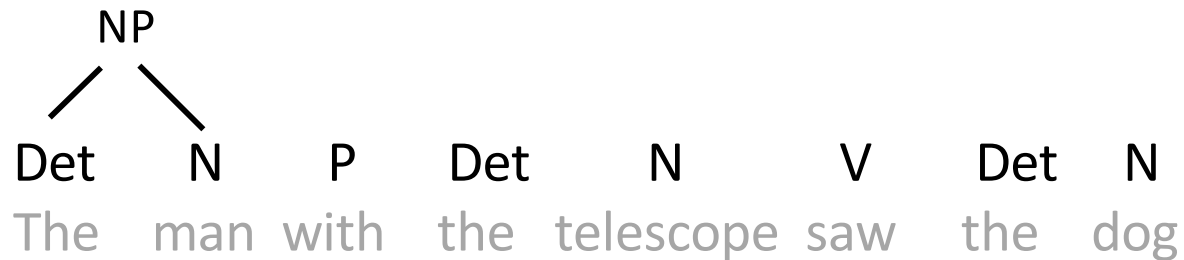 NP
Det N P Det N V Det N
The man with the telescope saw the dog